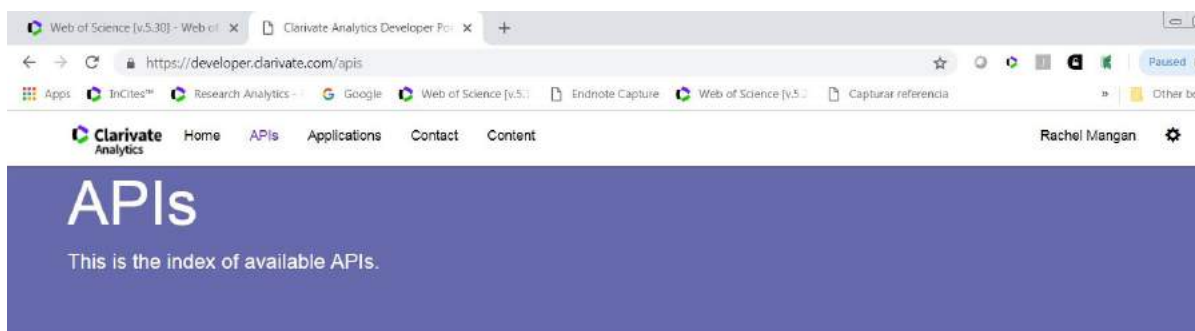 Web of Science [v.5.30] - Web of
Clarivate Analytics Developer Por
https://developer.clarivate.com/apis
Paused
Apps InCites™ Research Analytics - Google Web of Science [v.5. Endnote Capture Web of Science [v.5. Capturar referencia » Other bo
Clarivate Analytics Home APIs Applications Contact Content Rachel Mangan
APIs
This is the index of available APIs.